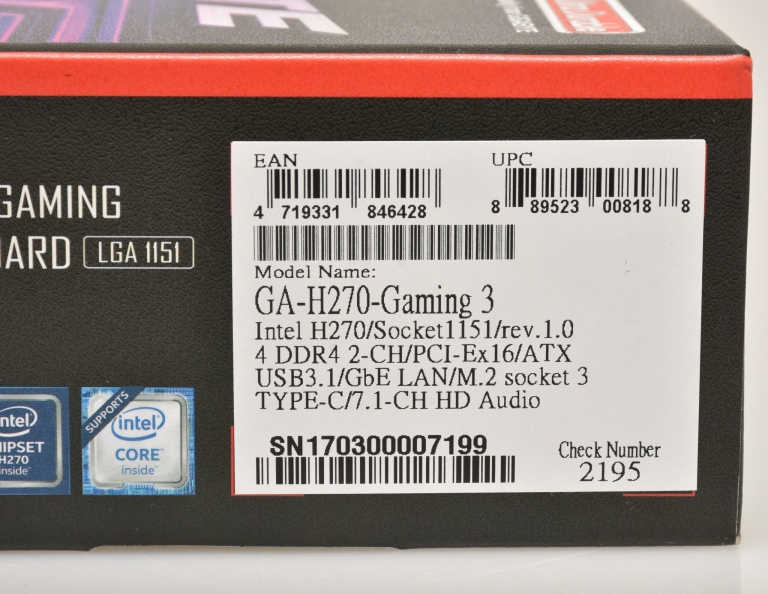 GAMING
LGA 1151
intel
H270
inside
SUPPORTS
intel
CORE
inside
EAN
UPC
4 719331 846428
8 89523 00818 8
Model Name:
GA-H270-Gaming 3
Intel H270/Socket1151/rev.1.0
4 DDR4 2-CH/PCI-Ex16/ATX
USB3.1/GbE LAN/M.2 socket 3
TYPE-C/7.1-CH HD Audio
SN170300007199
Check Number
2195